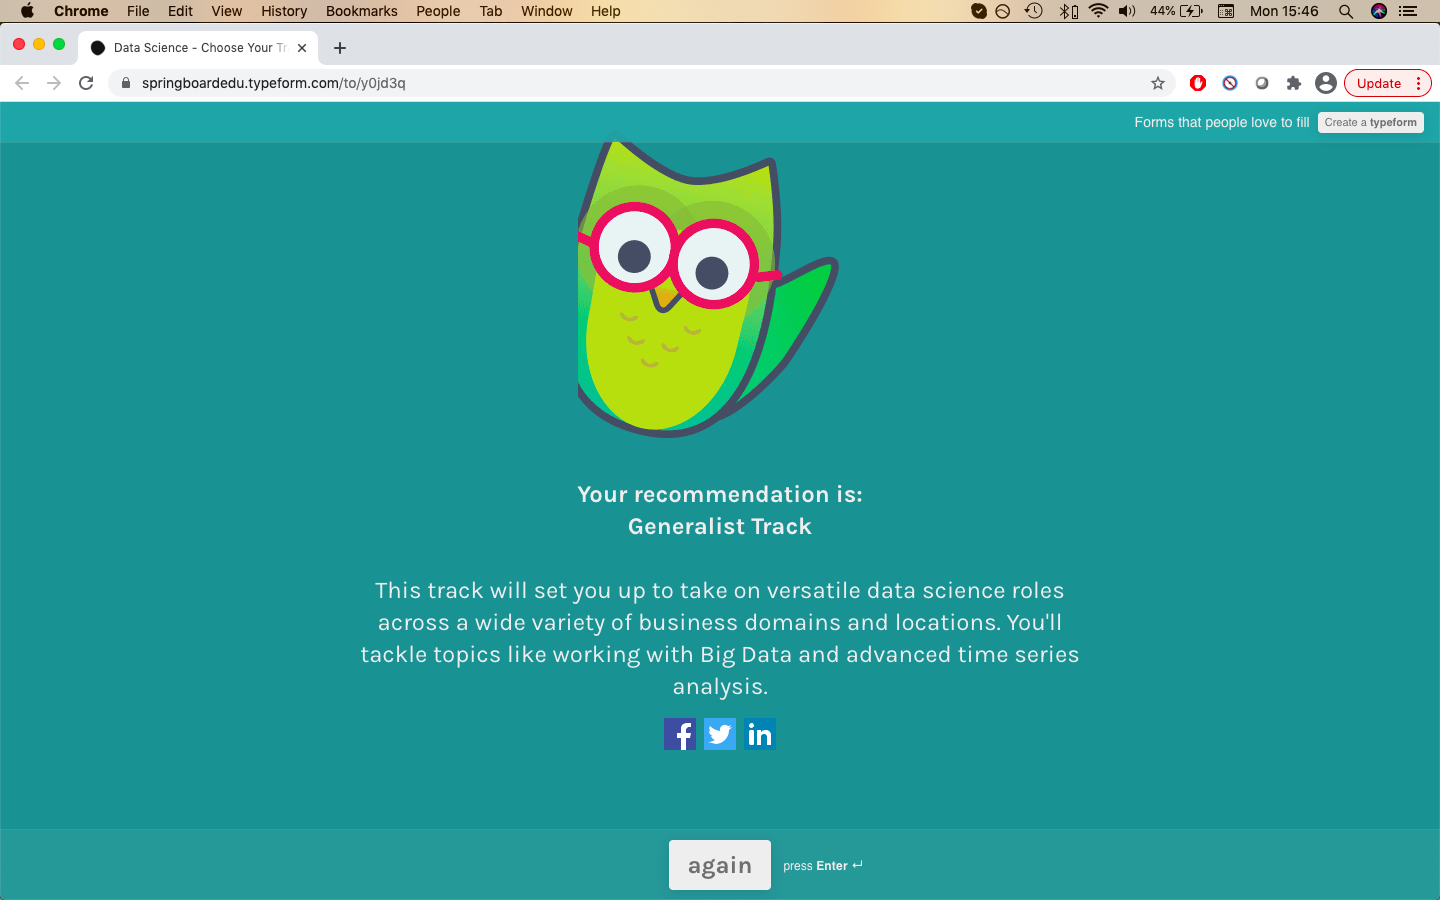 Chrome File Edit View History Bookmarks People Tab Window Help 44% Mon 15:46
Data Science - Choose Your Tr
springboardedu.typeform.com/to/y0jd3q Update
Forms that people love to fill Create a typeform
Your recommendation is:
Generalist Track
This track will set you up to take on versatile data science roles
across a wide variety of business domains and locations. You'll
tackle topics like working with Big Data and advanced time series
analysis.
again press Enter ↵